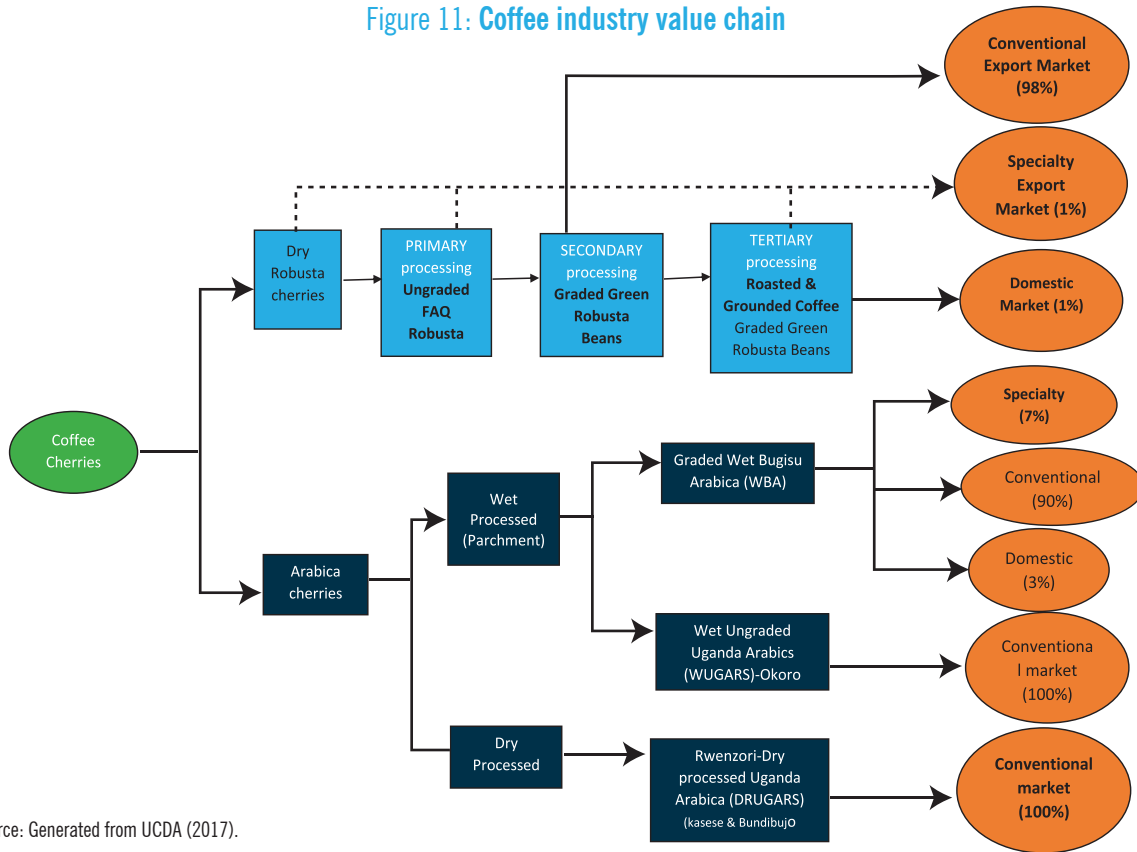 Figure 11: Coffee industry value chain
Conventional
Export Market
(98%)
Specialty
Export
Market (1%)
Dry
Robusta
cherries
PRIMARY
processing
Ungraded
FAQ
Robusta
SECONDARY
processing
Graded Green
Robusta
Beans
TERTIARY
processing
Roasted &
Grounded Coffee
Graded Green
Robusta Beans
Domestic
Market (1%)
Coffee
Cherries
Specialty
(7%)
Graded Wet Bugisu
Arabica (WBA)
Conventional
(90%)
Wet
Processed
(Parchment)
Domestic
(3%)
Arabica
cherries
Wet Ungraded
Uganda Arabics
(WUGARS)-Okoro
Conventiona
l market
(100%)
Dry
Processed
Rwenzori-Dry
processed Uganda
Arabica (DRUGARS)
(kasese & Bundibujo
Conventional
market
(100%)
rce: Generated from UCDA (2017).